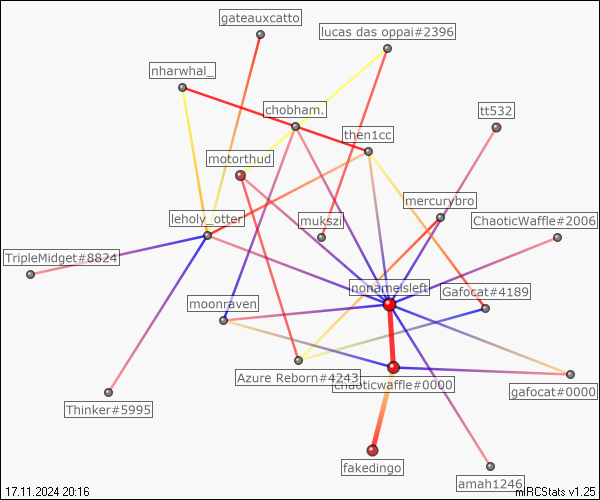 gateauxcatto
lucas das oppai#2396
nharwhal_
chobham.
tt532
then1cc
motorthud
mercurybro
leholy_otter
mukszi
ChaoticWaffle#2006
TripleMidget#8824
nonameisleft
Gafocat#4189
moonraven
Azure Reborn#4243
chaoticwaffle#0000
gafocat#0000
Thinker#5995
fakedingo
amah1246
17.11.2024 20:16
mIRCStats v1.25